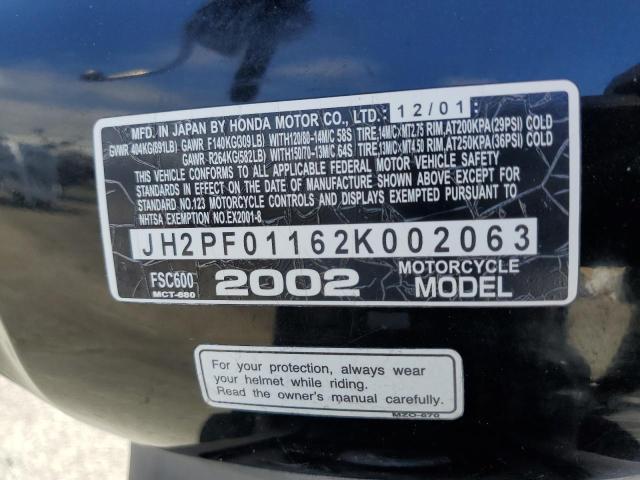 MFD. IN JAPAN BY HONDA MOTOR CO., LTD. 12/01
GVWR 404KG(891LB) GAWR F140KG(309LB) WITH120/80-14M/C 58S TIRE,14M/C×MT2.75 RIM,AT200KPA(29PSI) COLD
GAWR-R264KG(582LB) WITH150/70-13M/C 64S TIRE,13M/C×MT4.50 RIM,AT250KPA(36PSI) COLD
THIS VEHICLE CONFORMS TO ALL APPLICABLE FEDERAL MOTOR VEHICLE SAFETY
STANDARDS IN EFFECT ON THE DATE OF MANUFACTURE SHOWN ABOVE EXCEPT FOR
STANDARD NO.123 MOTORCYCLE CONTROLS AND DISPLAYS EXEMPTED PURSUANT TO
NHTSA EXEMPTION NO.EX2001-8
JH2PF01162K002063
FSC600 2002 MOTORCYCLE
MCT-680 MODEL
For your protection, always wear
your helmet while riding.
Read the owner's manual carefully.
MZ0-870